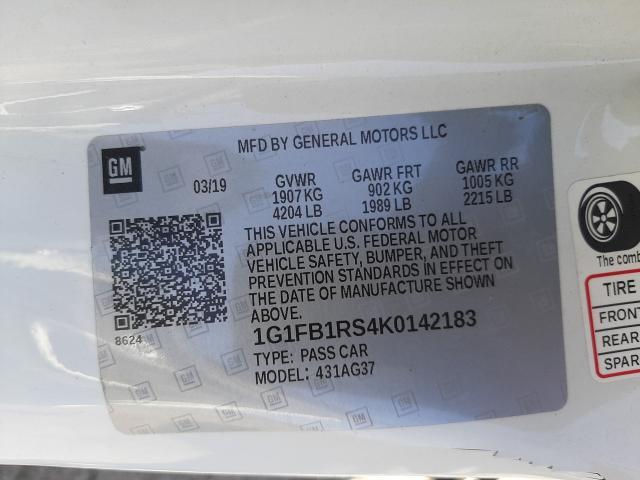 MFD BY GENERAL MOTORS LLC
GM
03/19
GVWR GAWR FRT GAWR RR
1907 KG 902 KG 1005 KG
4204 LB 1989 LB 2215 LB
THIS VEHICLE CONFORMS TO ALL
APPLICABLE U.S. FEDERAL MOTOR
VEHICLE SAFETY, BUMPER, AND THEFT
PREVENTION STANDARDS IN EFFECT ON
THE DATE OF MANUFACTURE SHOWN
ABOVE.
8624
1G1FB1RS4K0142183
TYPE: PASS CAR
MODEL: 431AG37
The comb
TIRE
FRONT
REAR
SPAR